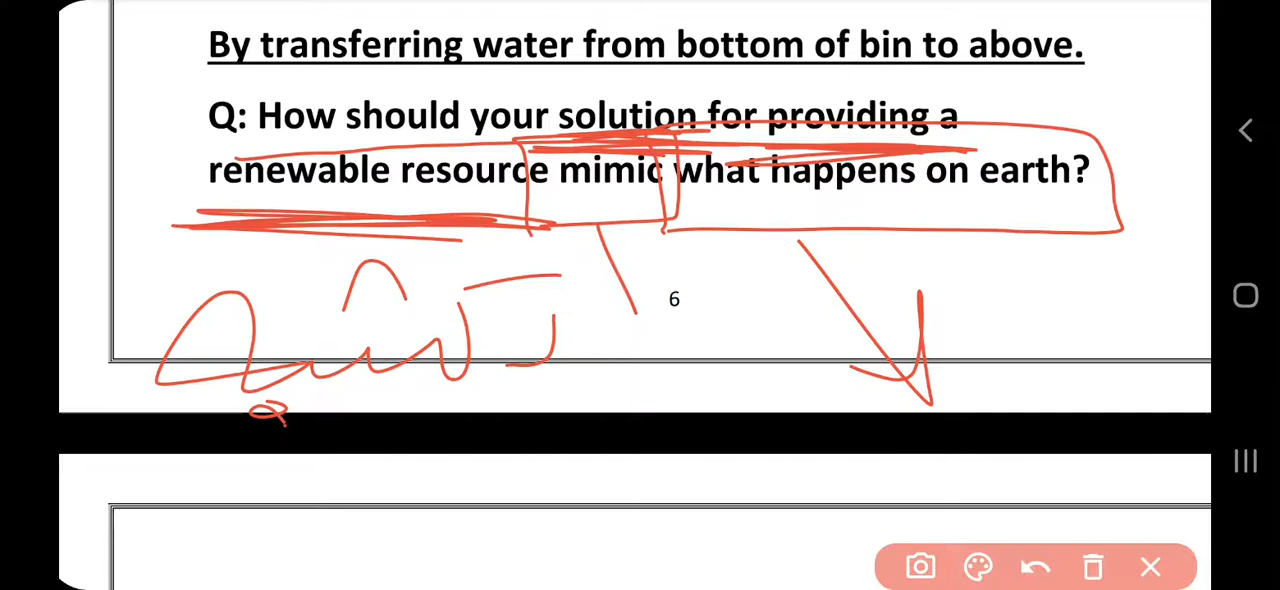 By transferring water from bottom of bin to above.
Q: How should your solution for providing a
renewable resource mimic what happens on earth?
6